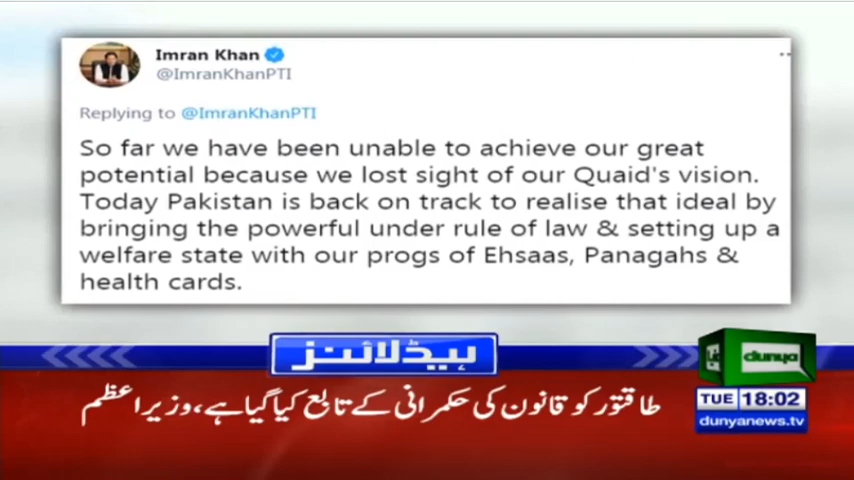 Imran Khan
@ImranKhanPTI
Replying to @ImranKhanPTI
So far we have been unable to achieve our great
potential because we lost sight of our Quaid's vision.
Today Pakistan is back on track to realise that ideal by
bringing the powerful under rule of law & setting up a
welfare state with our progs of Ehsaas, Panagahs &
health cards.
ہیڈلائنز
dunya
طاقتور کو قانون کی حکمرانی کے تابع کیا گیا ہے، وزیراعظم
TUE 18:02
dunyanews.tv